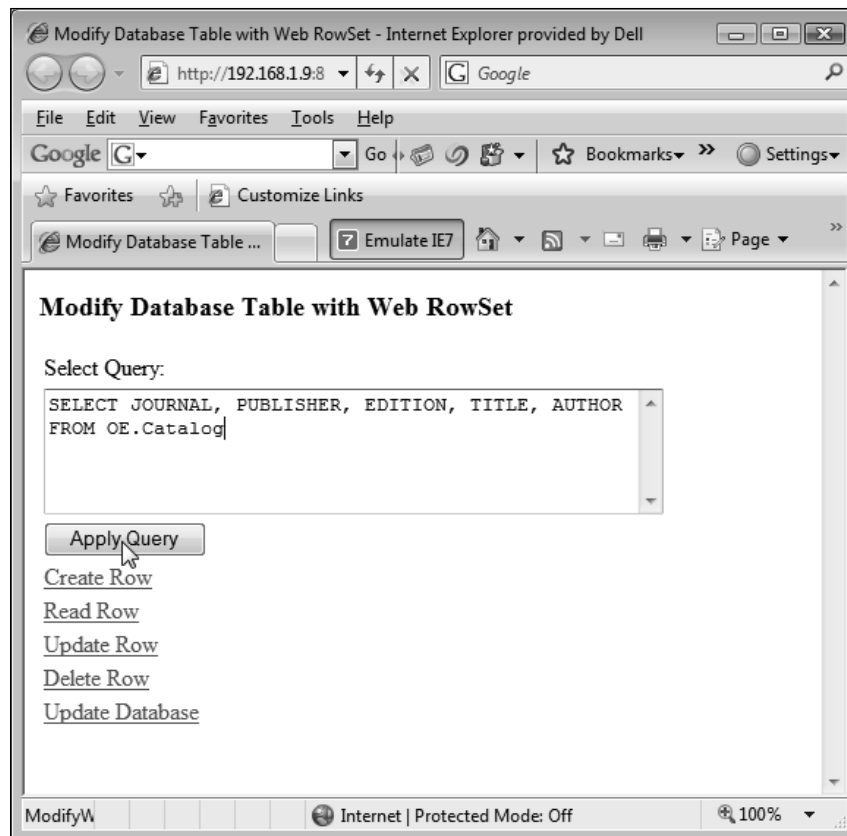 Modify Database Table with Web RowSet - Internet Explorer provided by Dell
http://192.168.1.9:8
G Google
File Edit View Favorites Tools Help
Google G Go Bookmarks Settings
Favorites Customize Links
Modify Database Table ... 7 Emulate IE7 Page
Modify Database Table with Web RowSet
Select Query:
SELECT JOURNAL, PUBLISHER, EDITION, TITLE, AUTHOR
FROM OE.Catalog
Apply Query
Create Row
Read Row
Update Row
Delete Row
Update Database
ModifyW Internet | Protected Mode: Off 100%